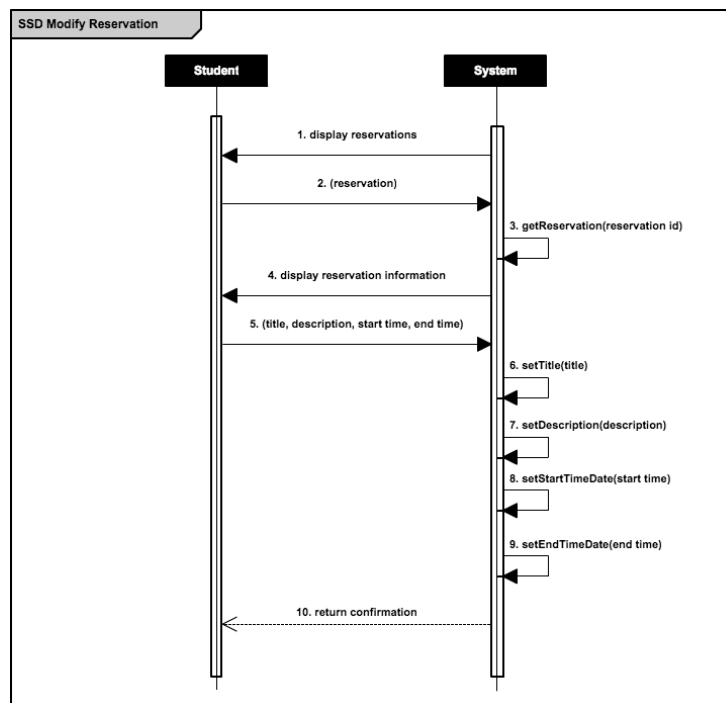 SSD Modify Reservation
Student
System
1. display reservations
2. (reservation)
3. getReservation(reservation id)
4. display reservation information
5. (title, description, start time, end time)
6. setTitle(title)
7. setDescription(description)
8. setStartTimeDate(start time)
9. setEndTimeDate(end time)
10. return confirmation